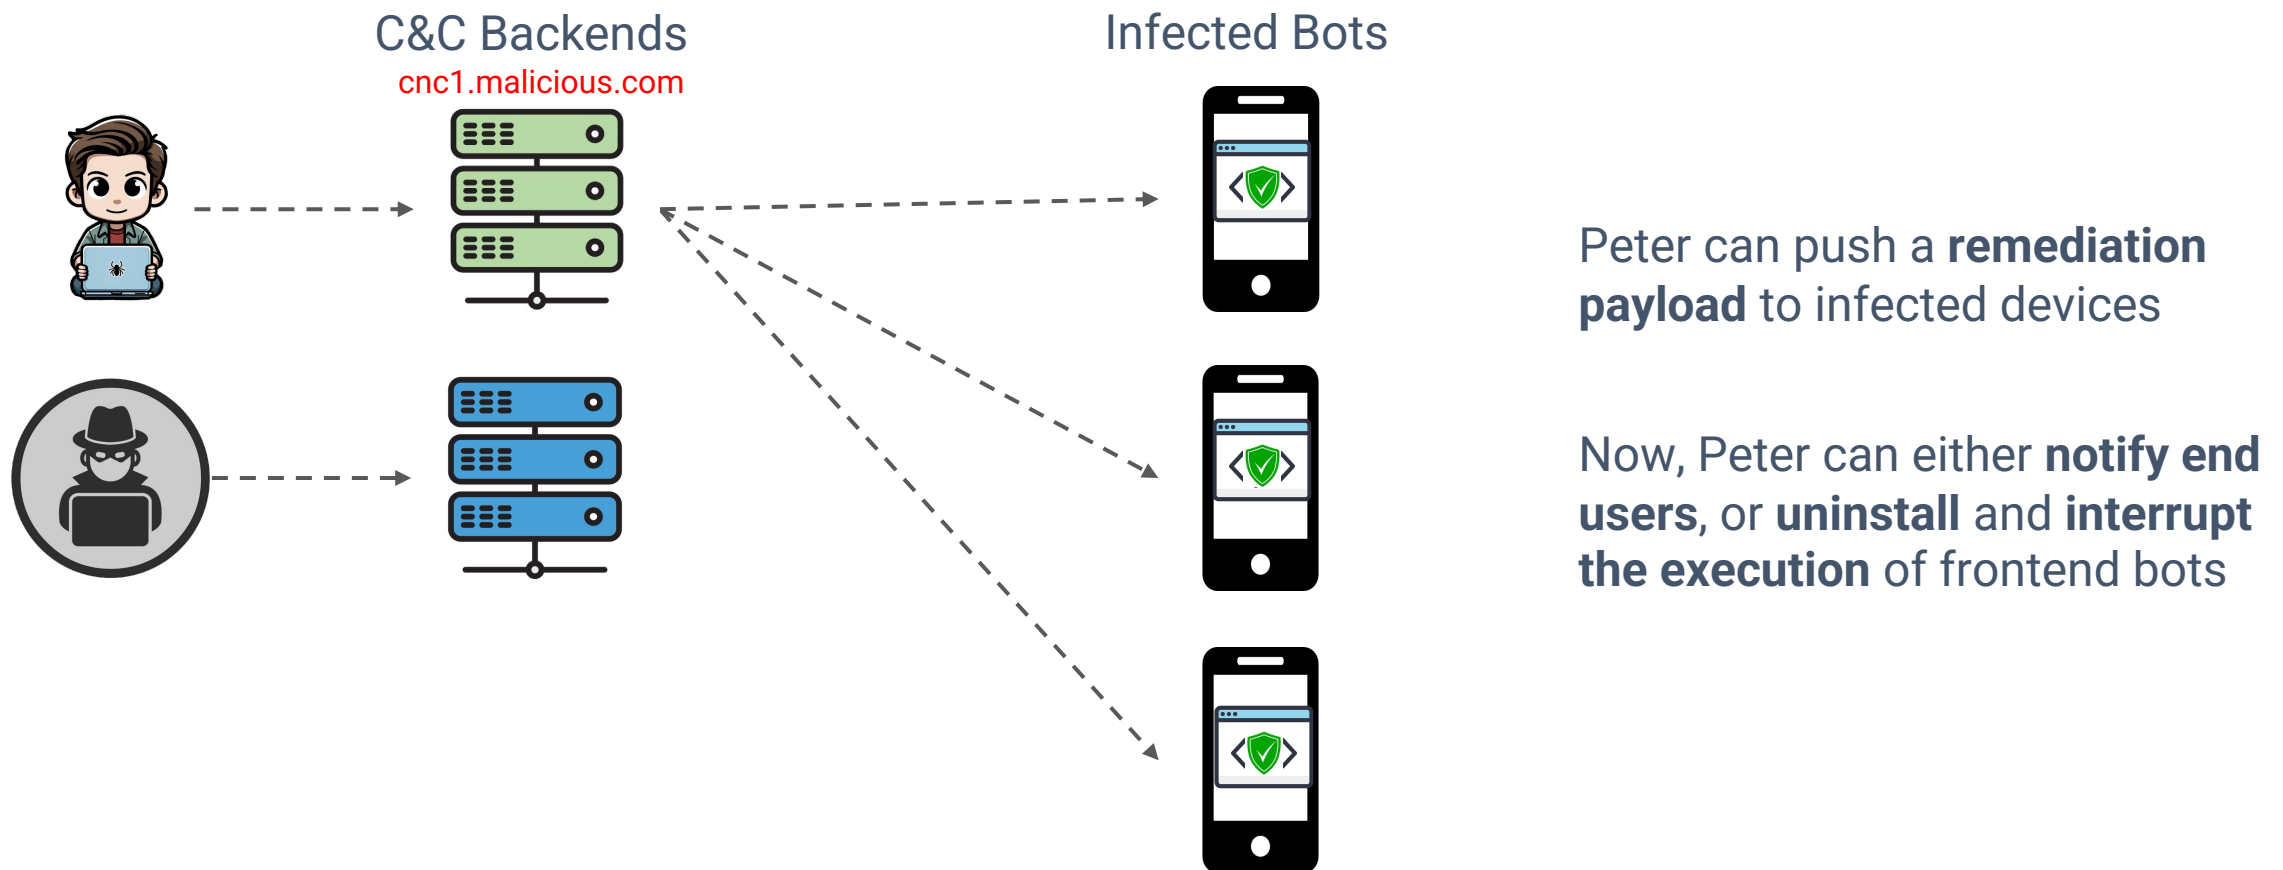 C&C Backends
cnc1.malicious.com
Infected Bots
Peter can push a remediation
payload to infected devices
Now, Peter can either notify end
users, or uninstall and interrupt
the execution of frontend bots